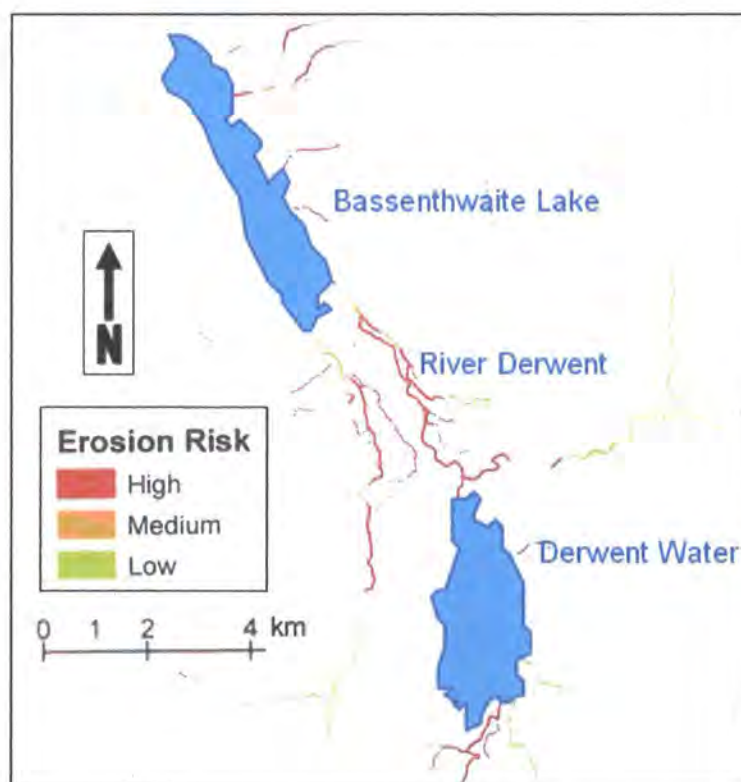 Bassenthwaite Lake
River Derwent
N
Erosion Risk
High
Medium
Low
Derwent Water
0 1 2 4 km